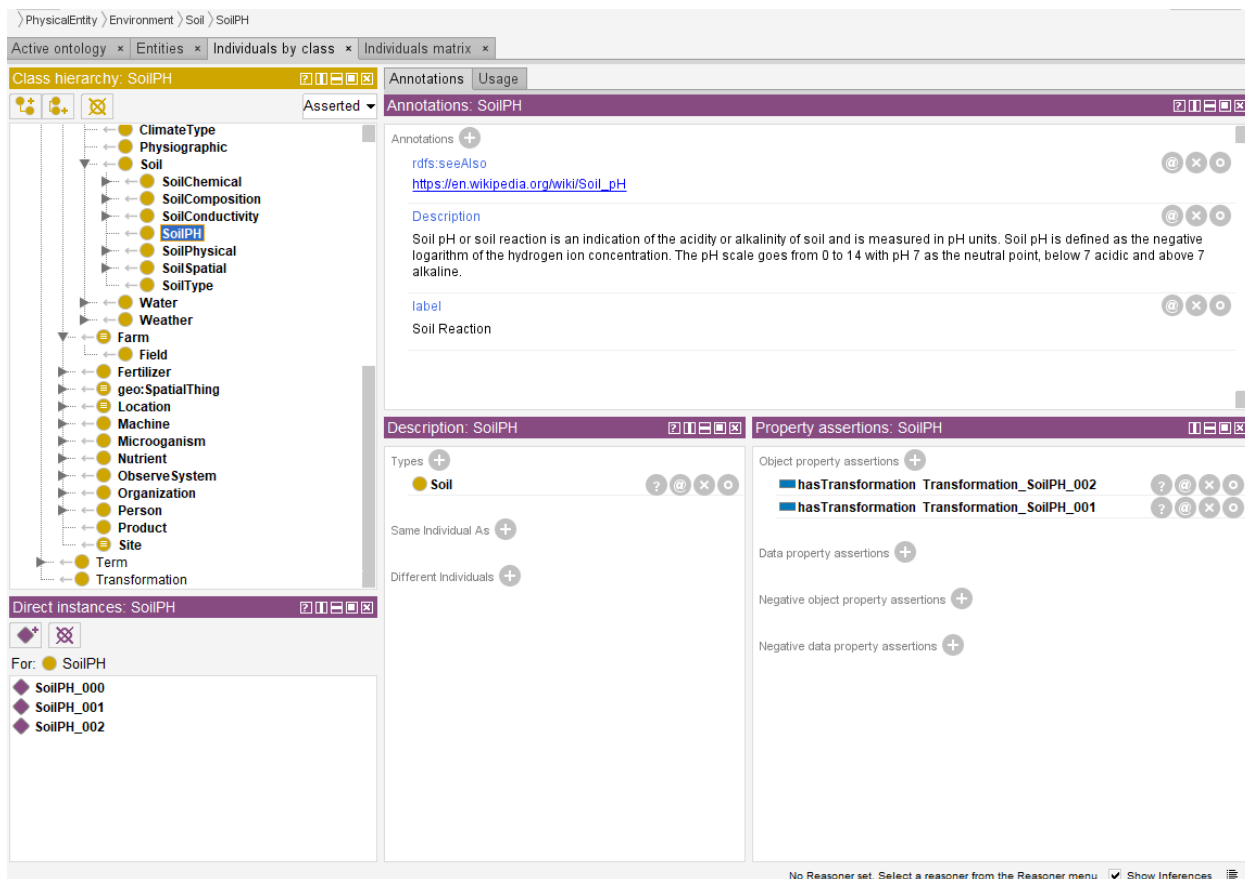 PhysicalEntity 〉Environment 〉Soil 〉SoilPH
Active ontology × Entities × Individuals by class × Individuals matrix ×
Class hierarchy: SoilPH
Asserted
ClimateType
Physiographic
Soil
SoilChemical
SoilComposition
SoilConductivity
SoilPH
SoilPhysical
SoilSpatial
SoilType
Water
Weather
Farm
Field
Fertilizer
geo:SpatialThing
Location
Machine
Microoganism
Nutrient
ObserveSystem
Organization
Person
Product
Site
Term
Transformation
Direct instances: SoilPH
For: SoilPH
SoilPH_000
SoilPH_001
SoilPH_002
Annotations Usage
Annotations: SoilPH
Annotations
rdfs:seeAlso
https://en.wikipedia.org/wiki/Soil_pH
Description
Soil pH or soil reaction is an indication of the acidity or alkalinity of soil and is measured in pH units. Soil pH is defined as the negative
logarithm of the hydrogen ion concentration. The pH scale goes from 0 to 14 with pH 7 as the neutral point, below 7 acidic and above 7
alkaline.
label
Soil Reaction
Description: SoilPH
Types
Soil
Same Individual As
Different Individuals
Property assertions: SoilPH
Object property assertions
hasTransformation Transformation_SoilPH_002
hasTransformation Transformation_SoilPH_001
Data property assertions
Negative object property assertions
Negative data property assertions
No Reasoner set. Select a reasoner from the Reasoner menu Show Inferences